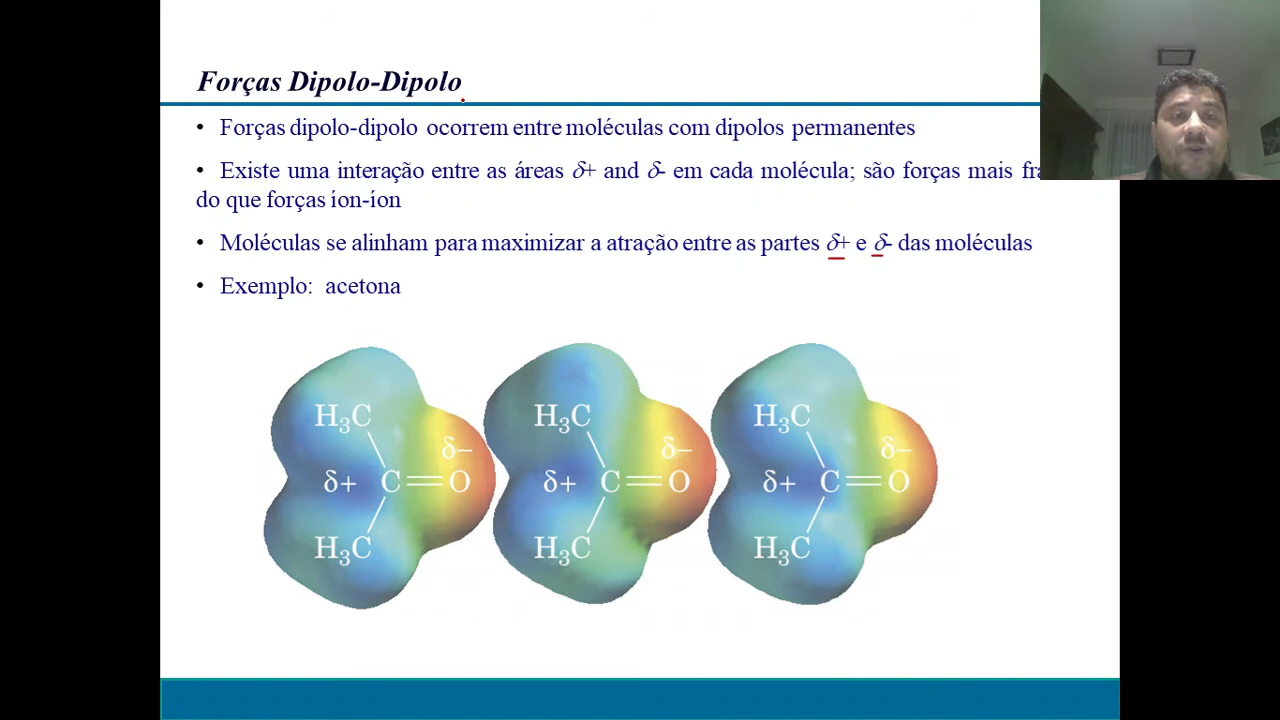 Forças Dipolo-Dipolo
• Forças dipolo-dipolo ocorrem entre moléculas com dipolos permanentes
• Existe uma interação entre as áreas δ+ and δ- em cada molécula; são forças mais
do que forças íon-íon
• Moléculas se alinham para maximizar a atração entre as partes δ+ e δ- das moléculas
• Exemplo: acetona
H₃C H₃C H₃C
δ– δ– δ–
δ+ C=O δ+ C=O δ+ C=O
H₃C H₃C H₃C